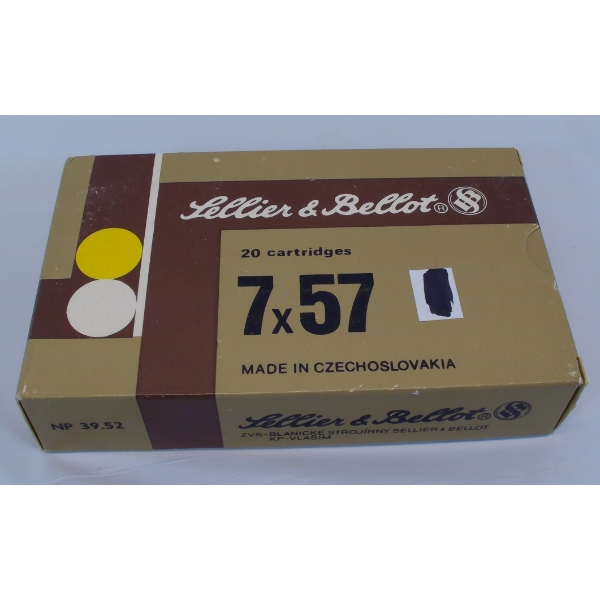 Sellier & Bellot®
20 cartridges
7x57
MADE IN CZECHOSLOVAKIA
NP 39.52
Sellier & Bellot®
ZVS-BLANICKÉ STROJÍRNY SELLIER & BELLOT
KP-VLAŠIM